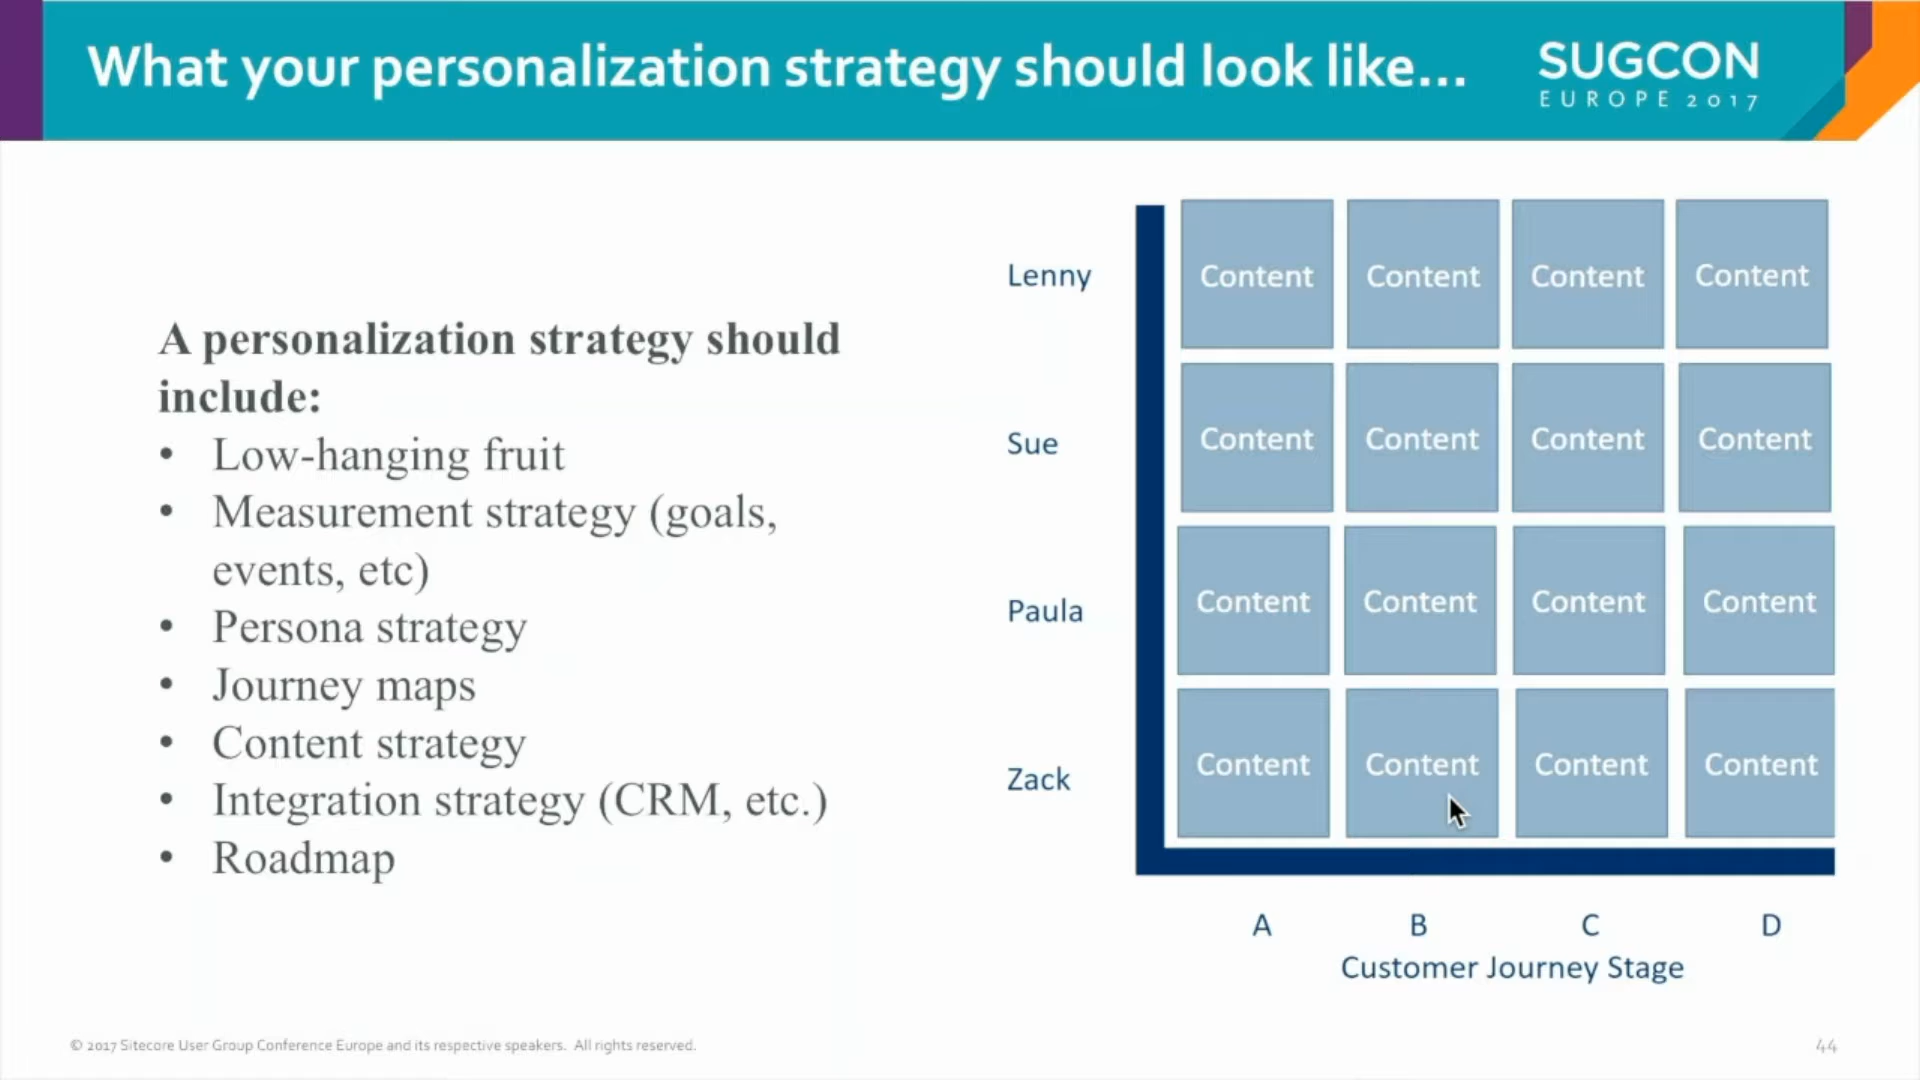 What your personalization strategy should look like...
SUGCON
EUROPE 2017
A personalization strategy should
include:
• Low-hanging fruit
• Measurement strategy (goals,
events, etc)
• Persona strategy
• Journey maps
• Content strategy
• Integration strategy (CRM, etc.)
• Roadmap
Lenny Content Content Content Content
Sue Content Content Content Content
Paula Content Content Content Content
Zack Content Content Content Content
A B C D
Customer Journey Stage
© 2017 Sitecore User Group Conference Europe and its respective speakers. All rights reserved.
44